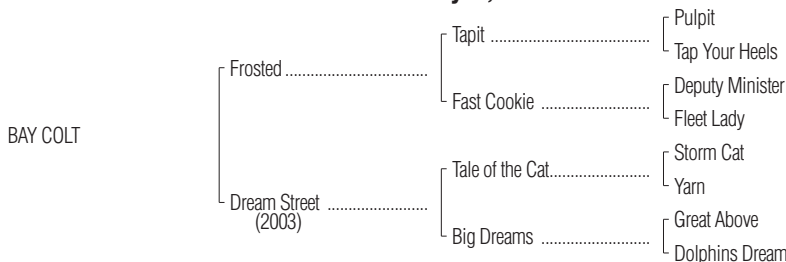 Pulpit
Tapit
Tap Your Heels
Frosted
Deputy Minister
Fast Cookie
Fleet Lady
BAY COLT
Storm Cat
Tale of the Cat
Yarn
Dream Street
(2003)
Great Above
Big Dreams
Dolphins Dream